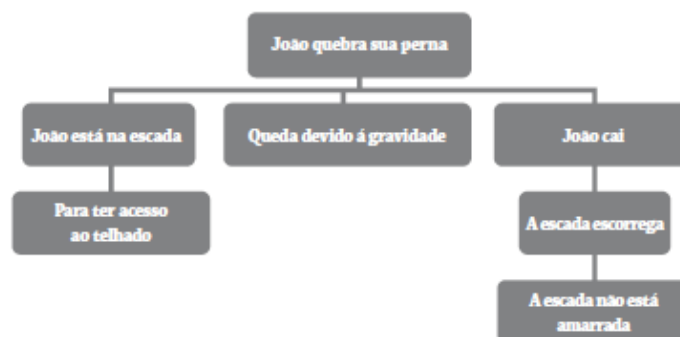 João quebra sua perna
João está na escada
Queda devido á gravidade
João cai
Para ter acesso
ao telhado
A escada escorrega
A escada não está
amarrada